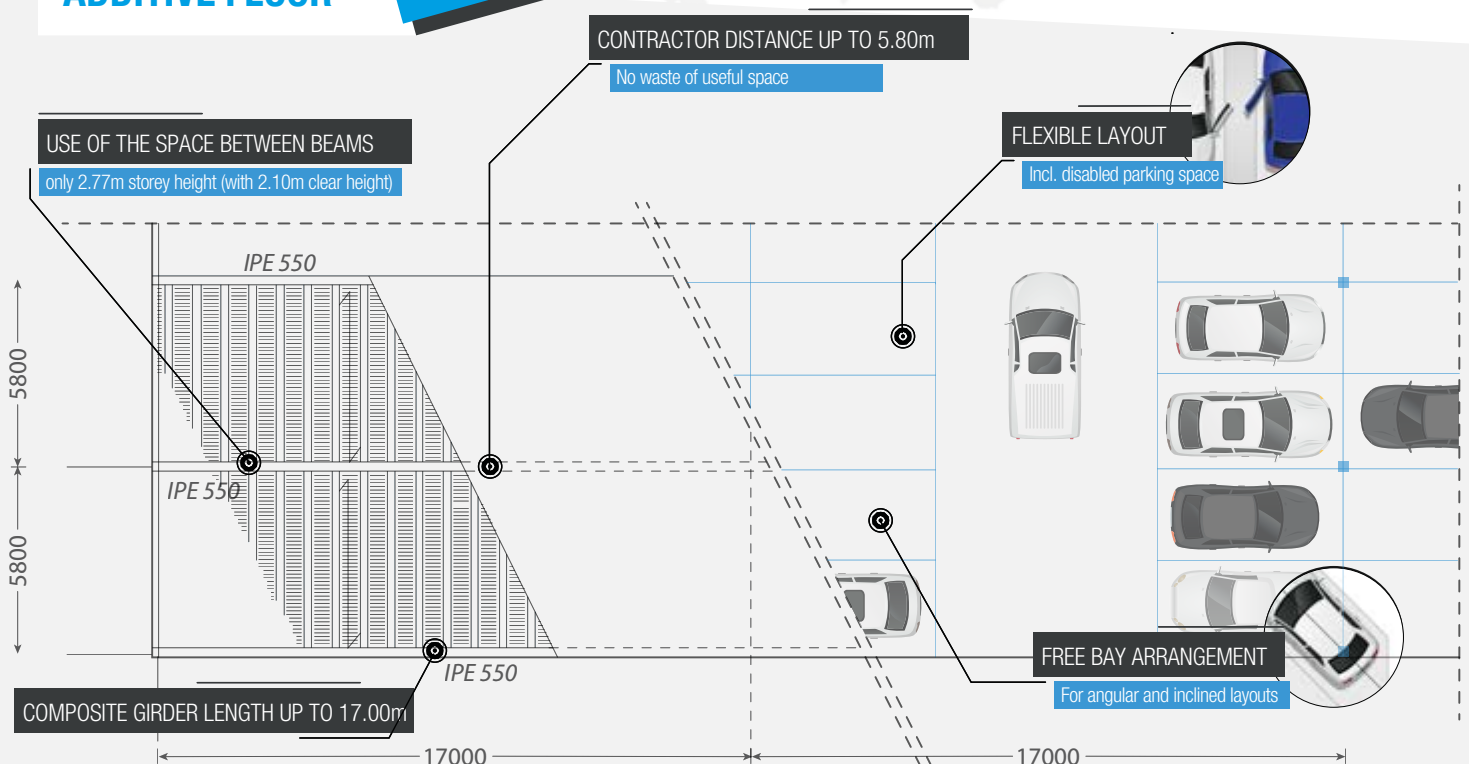 ADDITIVE FLOOR
CONTRACTOR DISTANCE UP TO 5.80m
No waste of useful space
USE OF THE SPACE BETWEEN BEAMS
only 2.77m storey height (with 2.10m clear height)
FLEXIBLE LAYOUT
Incl. disabled parking space
IPE 550
5800
IPE 550
5800
IPE 550
FREE BAY ARRANGEMENT
For angular and inclined layouts
COMPOSITE GIRDER LENGTH UP TO 17.00m
17000
17000